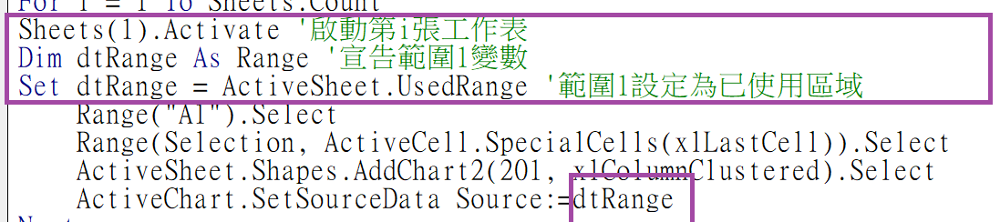 For i = 1 To Sheets.Count
Sheets(1).Activate '啟動第i張工作表
Dim dtRange As Range '宣告範圍1變數
Set dtRange = ActiveSheet.UsedRange '範圍1設定為已使用區域
Range("A1").Select
Range(Selection, ActiveCell.SpecialCells(xlLastCell)).Select
ActiveSheet.Shapes.AddChart2(201, xlColumnClustered).Select
ActiveChart.SetSourceData Source:=dtRange